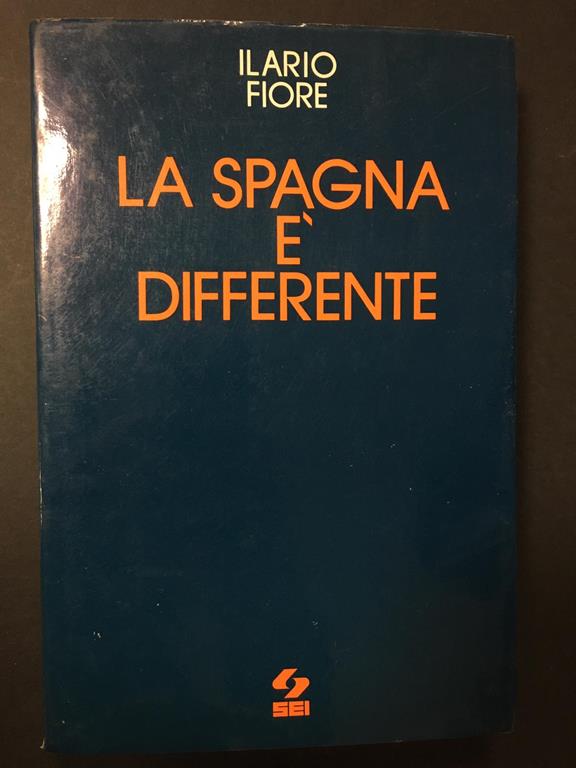 ILARIO
FIORE
LA SPAGNA
E'
DIFFERENTE
SEI